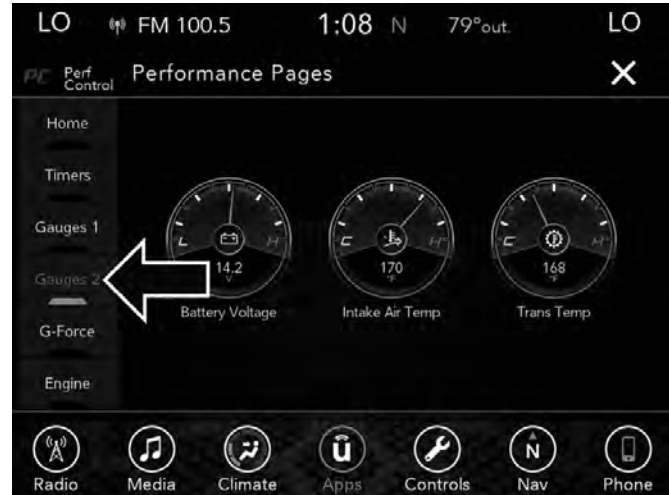 LO FM 100.5 1:08 N 79°out. LO
PC Perf Control Performance Pages
Home
Timers
Gauges 1
Gauges 2
G-Force
Engine
L H C H C H
14.2 170 168
V °F °F
Battery Voltage Intake Air Temp Trans Temp
û N
Radio Media Climate Apps Controls Nav Phone